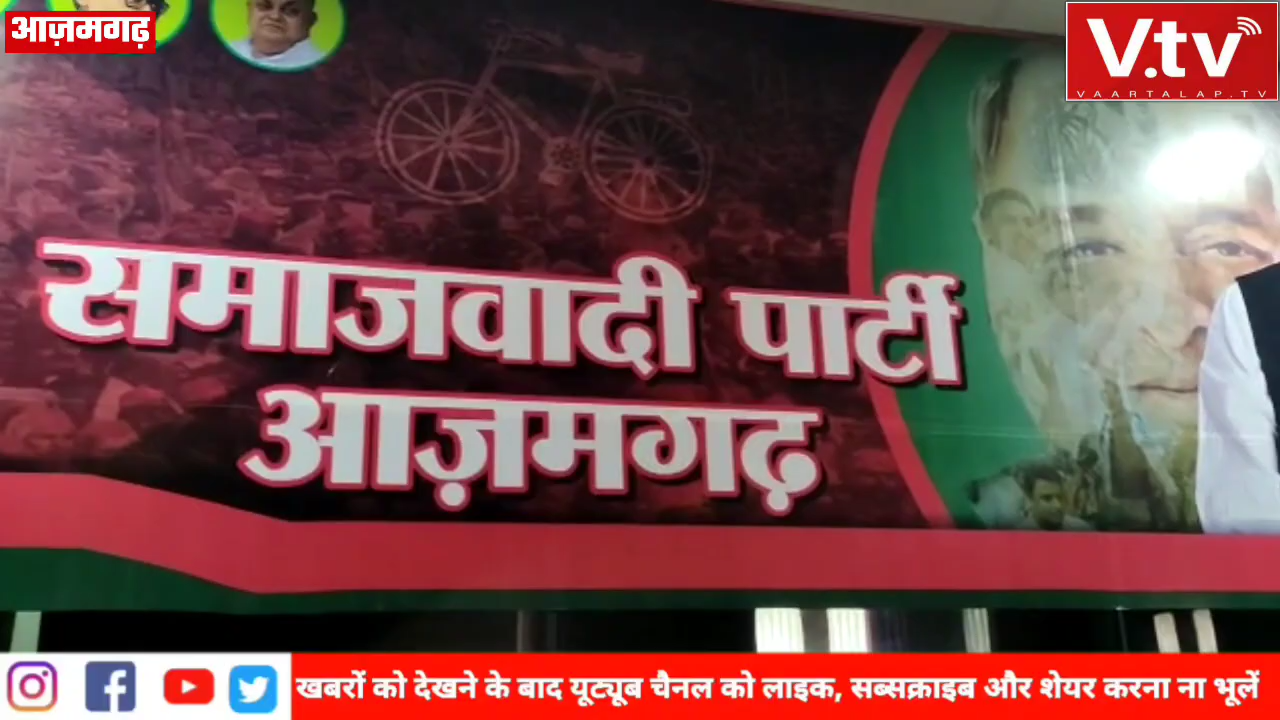 आज़मगढ़
V.tv
VAARTALAP.TV
समाजवादी पार्टी
आज़मगढ़
खबरों को देखने के बाद यूट्यूब चैनल को लाइक, सब्सक्राइब और शेयर करना ना भूलें